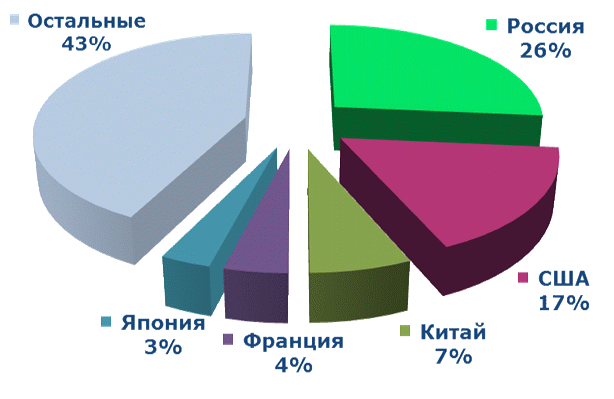 Остальные
43%
Россия
26%
США
17%
Япония
3%
Франция
4%
Китай
7%